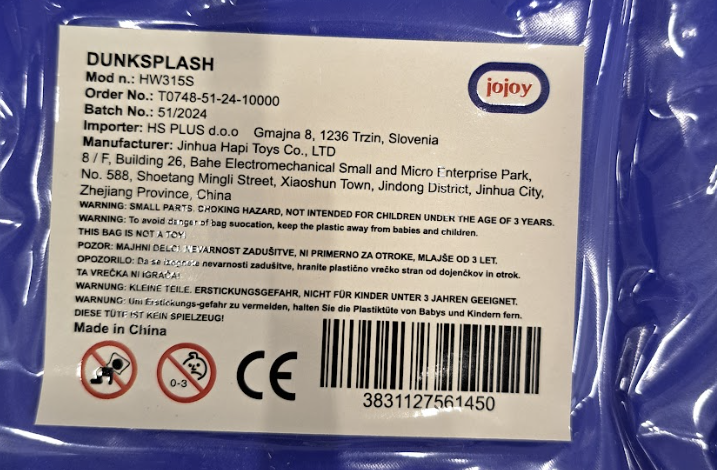 DUNKSPLASH
jojoy
Mod n.: HW315S
Order No.: T0748-51-24-10000
Batch No.: 51/2024
Importer: HS PLUS d.o.o Gmajna 8, 1236 Trzin, Slovenia
Manufacturer: Jinhua Hapi Toys Co., LTD
8 / F, Building 26, Bahe Electromechanical Small and Micro Enterprise Park,
No. 588, Shoetang Mingli Street, Xiaoshun Town, Jindong District, Jinhua City,
Zhejiang Province, China
WARNING: SMALL PARTS. CHOKING HAZARD, NOT INTENDED FOR CHILDREN UNDER THE AGE OF 3 YEARS.
WARNING: To avoid danger of bag suocation, keep the plastic away from babies and children.
THIS BAG IS NOT A TOY!
POZOR: MAJHNI DELCI NEVARNOST ZADUŠITVE, NI PRIMERNO ZA OTROKE, MLAJŠE OD 3 LET.
OPOZORILO: Da se izognete nevarnosti zadušitve, hranite plastično vrečko stran od dojenčkov in otrok.
TA VREČKA NI IGRAČA!
WARNUNG: KLEINE TEILE. ERSTICKUNGSGEFAHR, NICHT FÜR KINDER UNTER 3 JAHREN GEEIGNET.
WARNUNG: Um Erstickungs-gefahr zu vermeiden, halten Sie die Plastiktüte von Babys und Kindern fern.
DIESE TÜTE IST KEIN SPIELZEUG!
Made in China
0-3
CE
3831127561450